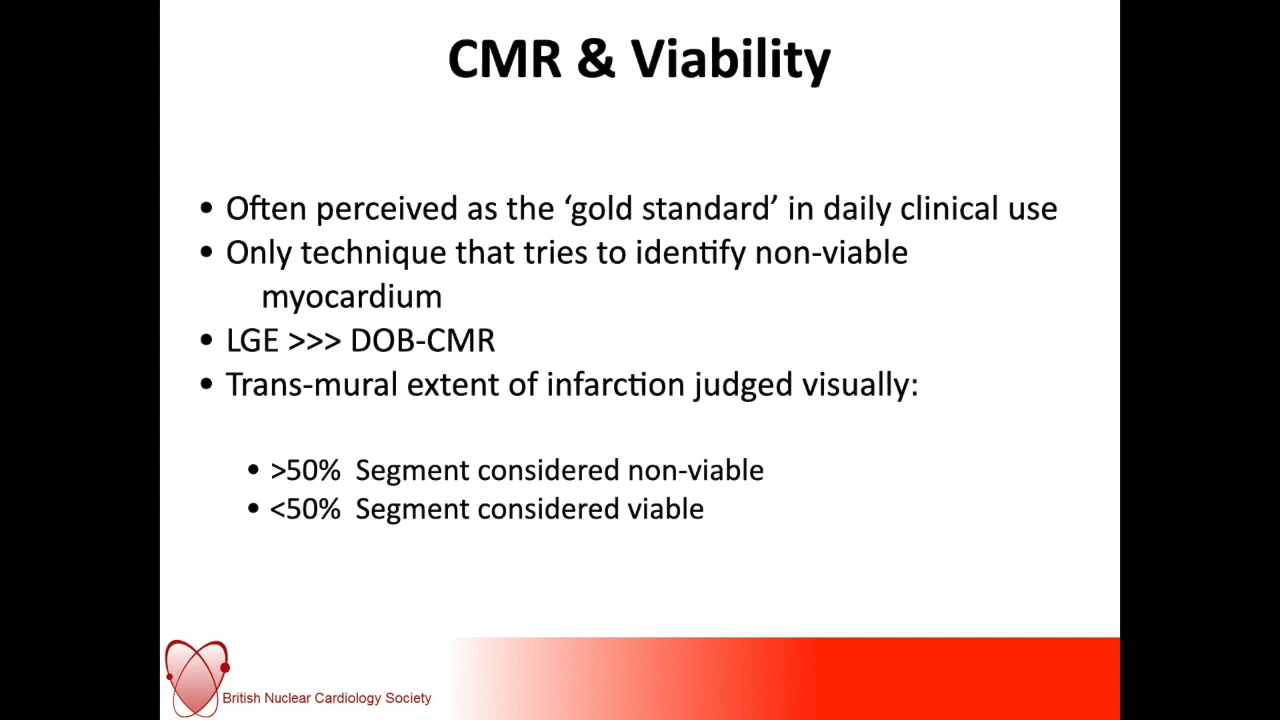 CMR & Viability
• Often perceived as the ‘gold standard’ in daily clinical use
• Only technique that tries to identify non-viable
myocardium
• LGE >>> DOB-CMR
• Trans-mural extent of infarction judged visually:
• >50% Segment considered non-viable
• <50% Segment considered viable
British Nuclear Cardiology Society